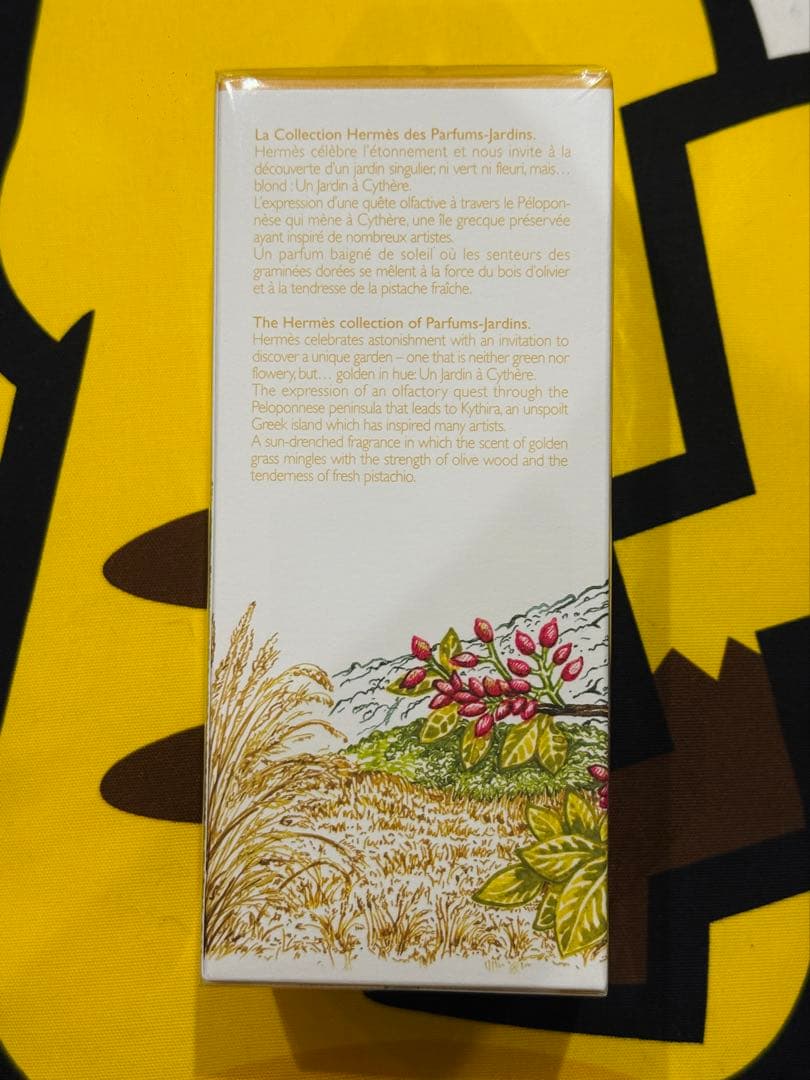 La Collection Hermès des Parfums-Jardins.
Hermès célèbre l'étonnement et nous invite à la
découverte d'un jardin singulier, ni vert ni fleuri, mais...
blond : Un Jardin à Cythère.
L'expression d'une quête olfactive à travers le Pélopon-
nèse qui mène à Cythère, une île grecque préservée
ayant inspiré de nombreux artistes.
Un parfum baigné de soleil où les senteurs des
graminées dorées se mêlent à la force du bois d'olivier
et à la tendresse de la pistache fraîche.
The Hermès collection of Parfums-Jardins.
Hermès celebrates astonishment with an invitation to
discover a unique garden – one that is neither green nor
flowery, but... golden in hue: Un Jardin à Cythère.
The expression of an olfactory quest through the
Peloponnese peninsula that leads to Kythira, an unspoilt
Greek island which has inspired many artists.
A sun-drenched fragrance in which the scent of golden
grass mingles with the strength of olive wood and the
tenderness of fresh pistachio.